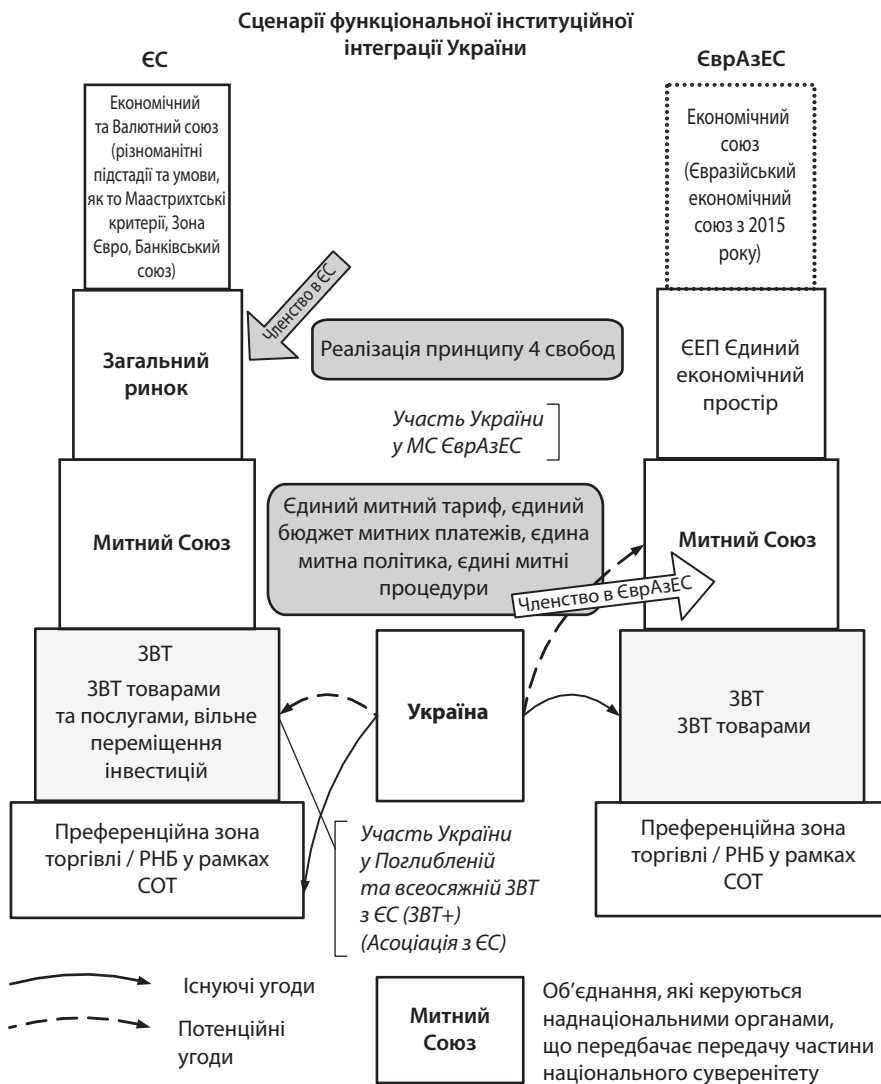 Сценарії функціональної інституційної
інтеграції України
ЄС
ЄврАзЕС
Економічний
та Валютний союз
(різноманітні
підстадії та умови,
як то Маастрихтські
критерії, Зона
Євро, Банківський
союз)
Економічний
союз
(Євразійський
економічний
союз з 2015
року)
Членство в ЄС
Загальний
ринок
Реалізація принципу 4 свобод
ЄЕП Єдиний
економічний
простір
Участь України
у МС ЄврАзЕС
Митний Союз
Єдиний митний тариф, єдиний
бюджет митних платежів, єдина
митна політика, єдині митні
процедури
Митний Союз
Членство в ЄврАзЕС
ЗВТ
ЗВТ товарами
та послугами, вільне
переміщення
інвестицій
Україна
ЗВТ
ЗВТ товарами
Преференційна зона
торгівлі / РНБ у рамках
СОТ
Участь України
у Поглибленій
та всеосяжній ЗВТ
з ЄС (ЗВТ+)
(Асоціація з ЄС)
Преференційна зона
торгівлі / РНБ у рамках
СОТ
Існуючі угоди
Потенційні
угоди
Митний
Союз
Об’єднання, які керуються
наднаціональними органами,
що передбачає передачу частини
національного суверенітету